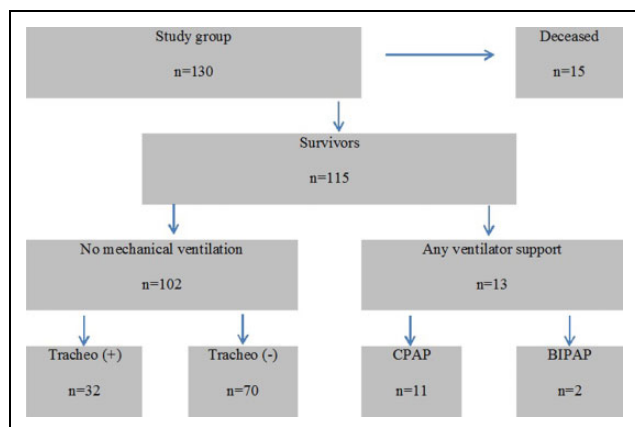 Study group
n=130
Deceased
n=15
Survivors
n=115
No mechanical ventilation
n=102
Any ventilator support
n=13
Tracheo (+)
n=32
Tracheo (-)
n=70
CPAP
n=11
BIPAP
n=2